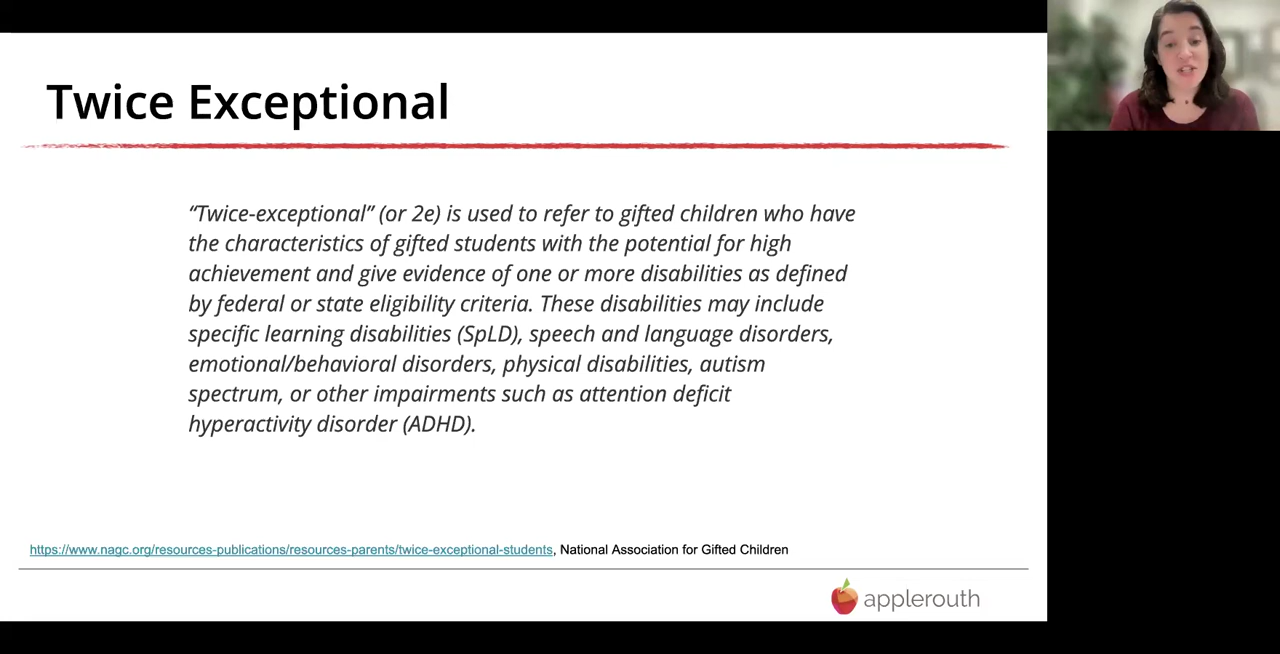 Twice Exceptional
“Twice-exceptional” (or 2e) is used to refer to gifted children who have
the characteristics of gifted students with the potential for high
achievement and give evidence of one or more disabilities as defined
by federal or state eligibility criteria. These disabilities may include
specific learning disabilities (SpLD), speech and language disorders,
emotional/behavioral disorders, physical disabilities, autism
spectrum, or other impairments such as attention deficit
hyperactivity disorder (ADHD).
https://www.nagc.org/resources-publications/resources-parents/twice-exceptional-students, National Association for Gifted Children
applerouth